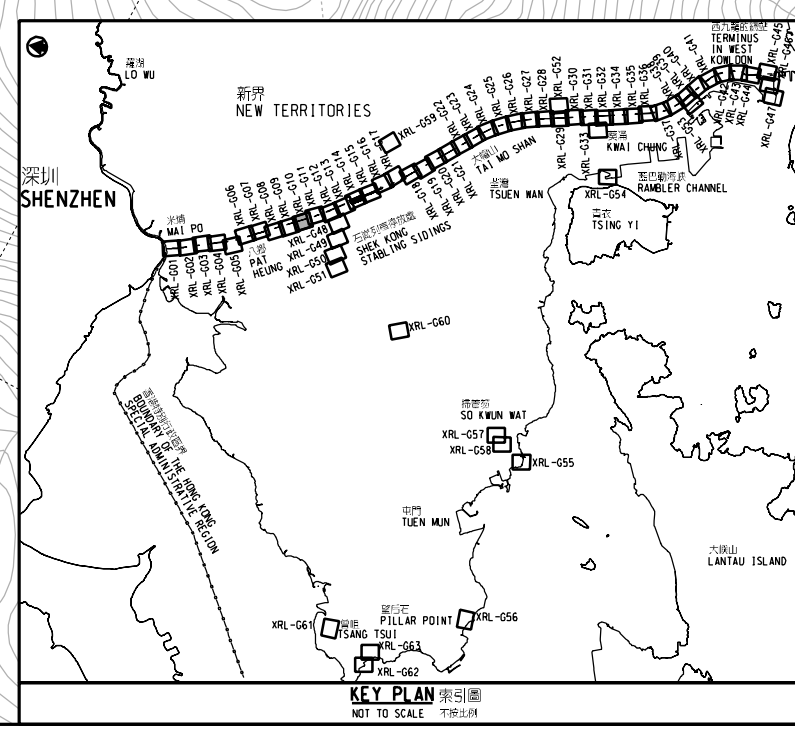 羅湖
LO WU
新界
NEW TERRITORIES
深圳
SHENZHEN
米埔
MAI PO
XRL-G01
XRL-G02
XRL-G03
XRL-G04
XRL-G05
XRL-G06
XRL-G07
XRL-G08
XRL-G09
XRL-G10
XRL-G11
XRL-G12
XRL-G13
XRL-G14
XRL-G15
XRL-G16
XRL-G17
XRL-G59
八鄉
PAT
HEUNG
XRL-G48
XRL-G49
XRL-G50
XRL-G51
石崗列車停放處
SHEK KONG
STABLING SIDINGS
XRL-G18
XRL-G19
XRL-G20
XRL-G21
XRL-G22
XRL-G23
XRL-G24
XRL-G25
XRL-G26
XRL-G27
XRL-G28
XRL-G52
XRL-G30
XRL-G31
XRL-G32
XRL-G34
XRL-G35
XRL-G36
XRL-G40
XRL-G41
大帽山
TAI MO SHAN
XRL-G29
XRL-G33
荃灣
TSUEN WAN
葵涌
KWAI CHUNG
XRL-G53
XRL-G42
XRL-G43
XRL-G44
XRL-G45
XRL-G46
XRL-G47
TERMINUS
IN WEST
KOWLOON
XRL-G54
藍巴勒海峽
RAMBLER CHANNEL
青衣
TSING YI
XRL-G60
掃管笏
SO KWUN WAT
XRL-G57
XRL-G58
XRL-G55
屯門
TUEN MUN
大嶼山
LANTAU ISLAND
香港特別行政區界
BOUNDARY OF THE HONG KONG
SPECIAL ADMINISTRATIVE REGION
望后石
PILLAR POINT
XRL-G56
XRL-G61
曾咀
TSANG TSUI
XRL-G63
XRL-G62
KEY PLAN 索引圖
NOT TO SCALE 不按比例